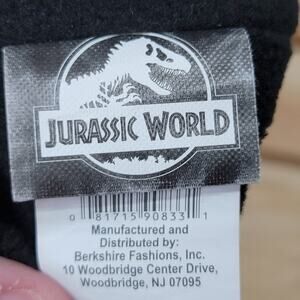 JURASSIC WORLD
0 81715 90833 1
Manufactured and
Distributed by:
Berkshire Fashions, Inc.
10 Woodbridge Center Drive,
Woodbridge, NJ 07095